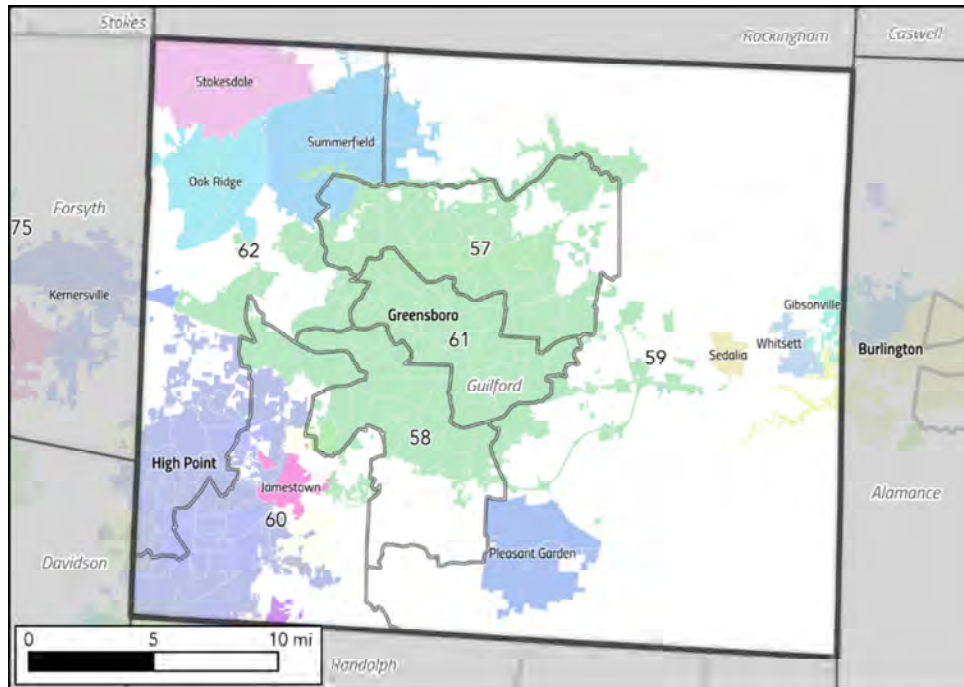 Stokes
Rockingham
Caswell
Stokesdale
Summerfield
Oak Ridge
Forsyth
75
62
57
Kernersville
Greensboro
Gibsonville
61
59
Sedalia
Whitsett
Burlington
Guilford
58
High Point
Jamestown
60
Alamance
Pleasant Garden
Davidson
0 5 10 mi
Randolph